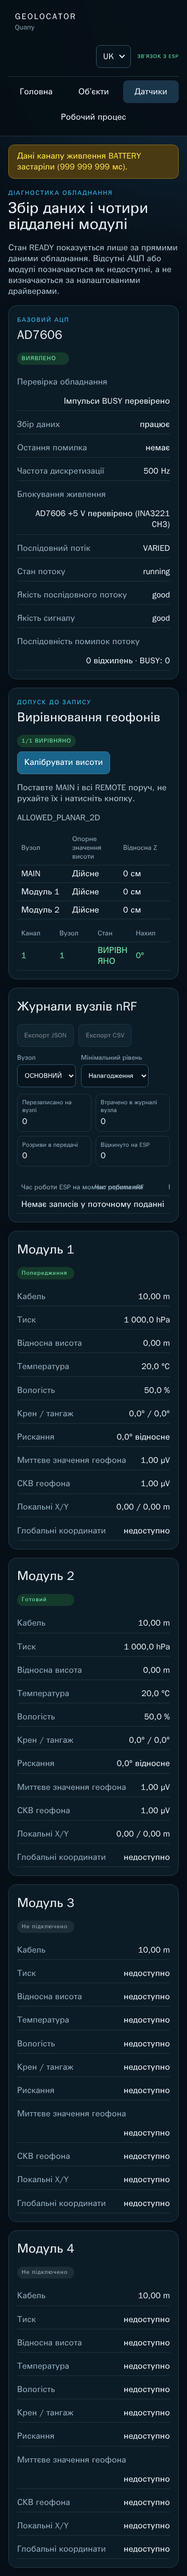 GEOLOCATOR
Quarry
UK
ЗВ'ЯЗОК З ESP
Головна
Об'єкти
Датчики
Робочий процес
Дані каналу живлення BATTERY
застаріли (999 999 999 мс).
ДІАГНОСТИКА ОБЛАДНАННЯ
Збір даних і чотири
віддалені модулі
Стан READY показується лише за прямими
даними обладнання. Відсутні АЦП або
модулі позначаються як недоступні, а не
визначаються за налаштованими
драйверами.
БАЗОВИЙ АЦП
AD7606
ВИЯВЛЕНО
Перевірка обладнання
Імпульси BUSY перевірено
Збір даних
працює
Остання помилка
немає
Частота дискретизації
500 Hz
Блокування живлення
AD7606 +5 V перевірено (INA3221
CH3)
Послідовний потік
VARIED
Стан потоку
running
Якість послідовного потоку
good
Якість сигналу
good
Послідовність помилок потоку
0 відхилень · BUSY: 0
ДОПУСК ДО ЗАПИСУ
Вирівнювання геофонів
1/1 ВИРІВНЯНО
Калібрувати висоти
Поставте MAIN і всі REMOTE поруч, не
рухайте їх і натисніть кнопку.
ALLOWED_PLANAR_2D
Вузол
Опорне
значення
висоти
Відносна Z
MAIN
Дійсне
0 см
Модуль 1
Дійсне
0 см
Модуль 2
Дійсне
0 см
Канал
Вузол
Стан
Нахил
1
1
ВИРІВН
ЯНО
0°
Журнали вузлів nRF
Експорт JSON
Експорт CSV
Вузол
Мінімальний рівень
ОСНОВНИЙ
Налагодження
Перезаписано на
вузлі
0
Втрачено в журналі
вузла
0
Розриви в передачі
0
Відкинуто на ESP
0
Час роботи ESP на момент
Немає записів у поточному поданні
Модуль 1
Попередження
Кабель
10,00 m
Тиск
1 000,0 hPa
Відносна висота
0,00 m
Температура
20,0 °C
Вологість
50,0 %
Крен / тангаж
0,0° / 0,0°
Рискання
0,0° відносне
Миттєве значення геофона
1,00 µV
СКВ геофона
1,00 µV
Локальні X/Y
0,00 / 0,00 m
Глобальні координати
недоступно
Модуль 2
Готовий
Кабель
10,00 m
Тиск
1 000,0 hPa
Відносна висота
0,00 m
Температура
20,0 °C
Вологість
50,0 %
Крен / тангаж
0,0° / 0,0°
Рискання
0,0° відносне
Миттєве значення геофона
1,00 µV
СКВ геофона
1,00 µV
Локальні X/Y
0,00 / 0,00 m
Глобальні координати
недоступно
Модуль 3
Не підключено
Кабель
10,00 m
Тиск
недоступно
Відносна висота
недоступно
Температура
недоступно
Вологість
недоступно
Крен / тангаж
недоступно
Рискання
недоступно
Миттєве значення геофона
недоступно
СКВ геофона
недоступно
Локальні X/Y
недоступно
Глобальні координати
недоступно
Модуль 4
Не підключено
Кабель
10,00 m
Тиск
недоступно
Відносна висота
недоступно
Температура
недоступно
Вологість
недоступно
Крен / тангаж
недоступно
Рискання
недоступно
Миттєве значення геофона
недоступно
СКВ геофона
недоступно
Локальні X/Y
недоступно
Глобальні координати
недоступно